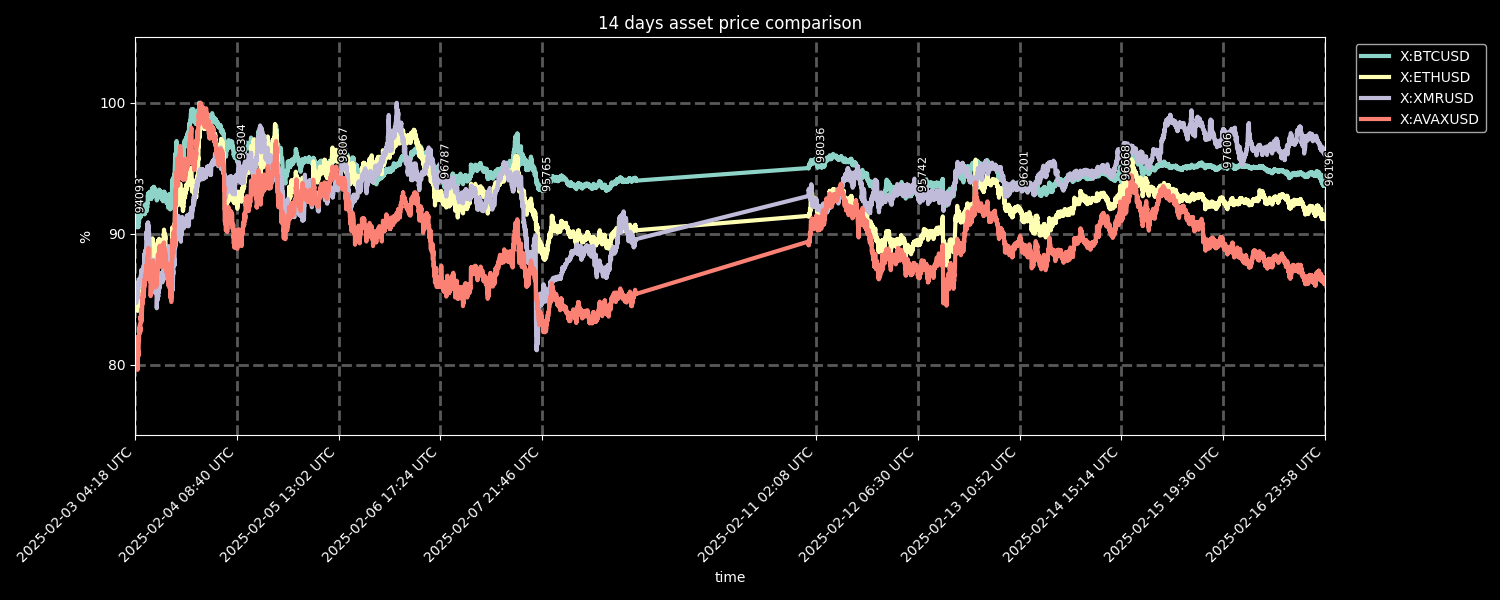 14 days asset price comparison
X:BTCUSD
X:ETHUSD
X:XMRUSD
X:AVAXUSD
100
90
80
%
94093
98304
98067
96787
95765
98036
95742
96201
96668
97606
96196
2025-02-03 04:18 UTC
2025-02-04 08:40 UTC
2025-02-05 13:02 UTC
2025-02-06 17:24 UTC
2025-02-07 21:46 UTC
2025-02-11 02:08 UTC
2025-02-12 06:30 UTC
2025-02-13 10:52 UTC
2025-02-14 15:14 UTC
2025-02-15 19:36 UTC
2025-02-16 23:58 UTC
time